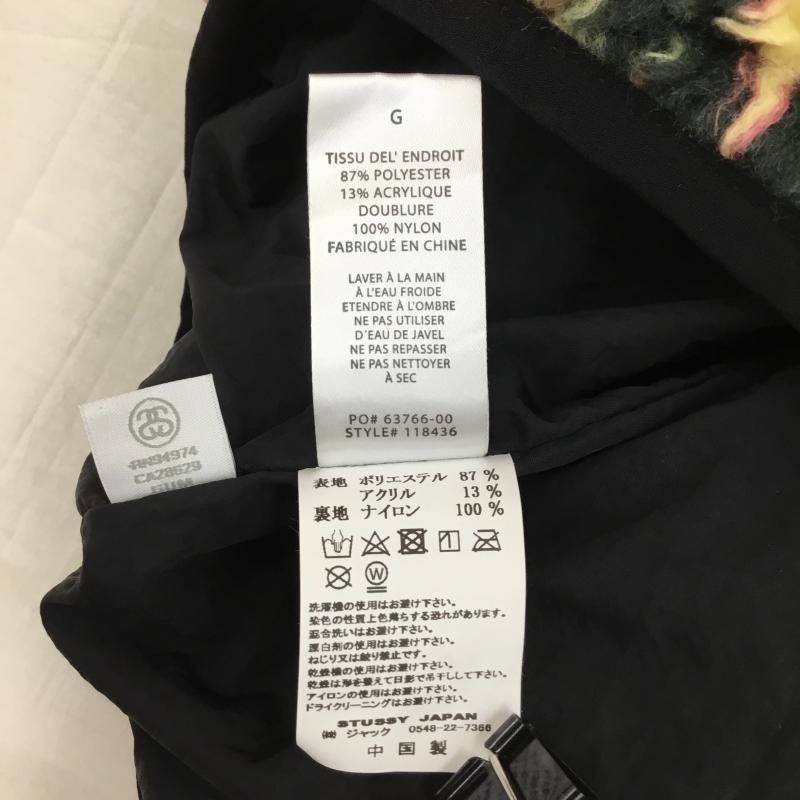 G
TISSU DEL' ENDROIT
87% POLYESTER
13% ACRYLIQUE
DOUBLURE
100% NYLON
FABRIQUÉ EN CHINE
LAVER À LA MAIN
À L'EAU FROIDE
ETENDRE À L'OMBRE
NE PAS UTILISER
D'EAU DE JAVEL
NE PAS REPASSER
NE PAS NETTOYER
À SEC
PO# 63766-00
STYLE# 118436
RN94974
CA28629
表地 ポリエステル 87 %
アクリル 13 %
裏地 ナイロン 100 %
W
洗濯機の使用はお避け下さい。
染色の性質上色落ちする恐れがあります。
混合洗いはお避け下さい。
漂白剤の使用はお避け下さい。
ねじり又は絞り禁止です。
乾燥機の使用はお避け下さい。
乾燥は形を整えて日影で吊干しして下さい。
アイロンの使用はお避け下さい。
ドライクリーニングはお避け下さい。
STUSSY JAPAN
㈱ ジャック 0548-22-7366
中 国 製